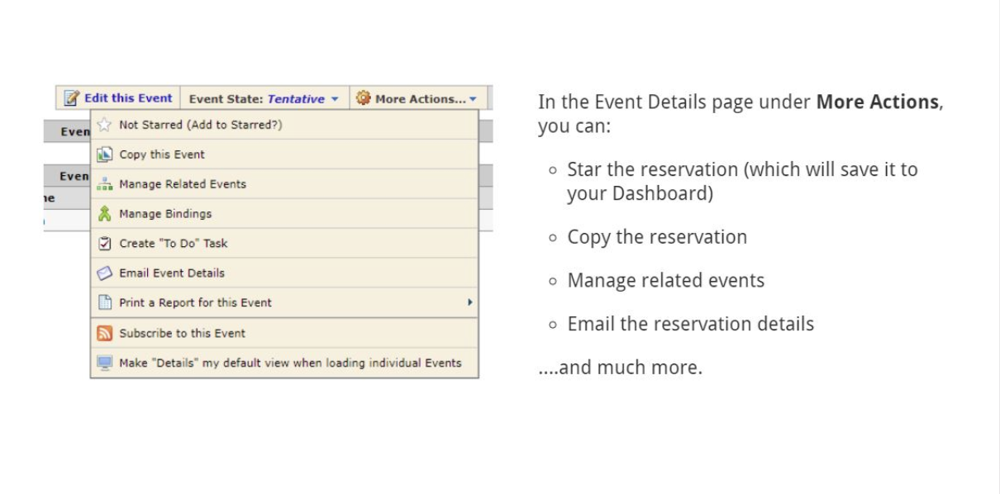 Edit this Event Event State: Tentative More Actions...
Even
Not Starred (Add to Starred?)
Copy this Event
Even
Manage Related Events
ne
Manage Bindings
Create "To Do" Task
Email Event Details
Print a Report for this Event
Subscribe to this Event
Make "Details" my default view when loading individual Events
In the Event Details page under More Actions,
you can:
Star the reservation (which will save it to
your Dashboard)
Copy the reservation
Manage related events
Email the reservation details
....and much more.